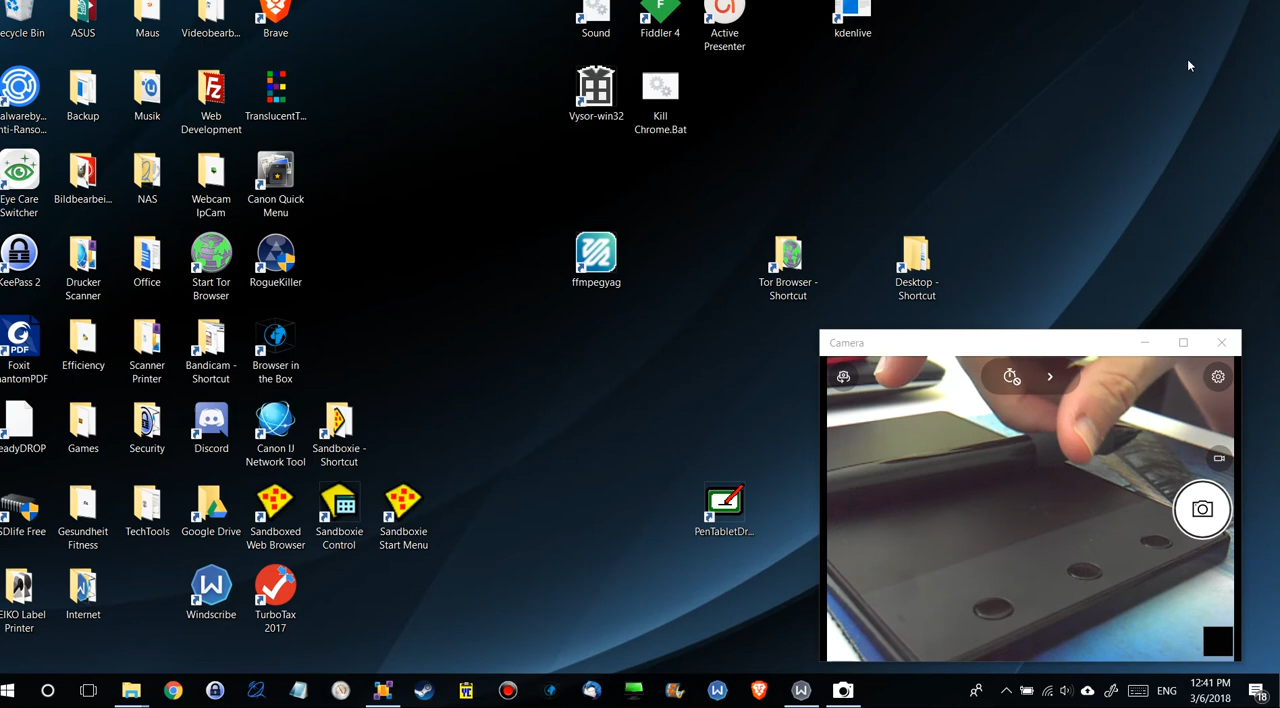 ecycle Bin
ASUS
Maus
Videobearb...
Brave
Sound
Fiddler 4
Active
Presenter
kdenlive
alwareby...
nti-Ranso...
Backup
Musik
Web
Development
TranslucentT...
Vysor-win32
Kill
Chrome.Bat
Eye Care
Switcher
Bildbearbei...
NAS
Webcam
IpCam
Canon Quick
Menu
KeePass 2
Drucker
Scanner
Office
Start Tor
Browser
RogueKiller
ffmpegyag
Tor Browser -
Shortcut
Desktop -
Shortcut
PDF
Foxit
hantomPDF
Efficiency
Scanner
Printer
Bandicam -
Shortcut
Browser in
the Box
Camera
eadyDROP
Games
Security
Discord
Canon IJ
Network Tool
Sandboxie -
Shortcut
SDlife Free
Gesundheit
Fitness
TechTools
Google Drive
Sandboxed
Web Browser
Sandboxie
Control
Sandboxie
Start Menu
PenTabletDr...
EIKO Label
Printer
Internet
Windscribe
TurboTax
2017
ENG
12:41 PM
3/6/2018
18